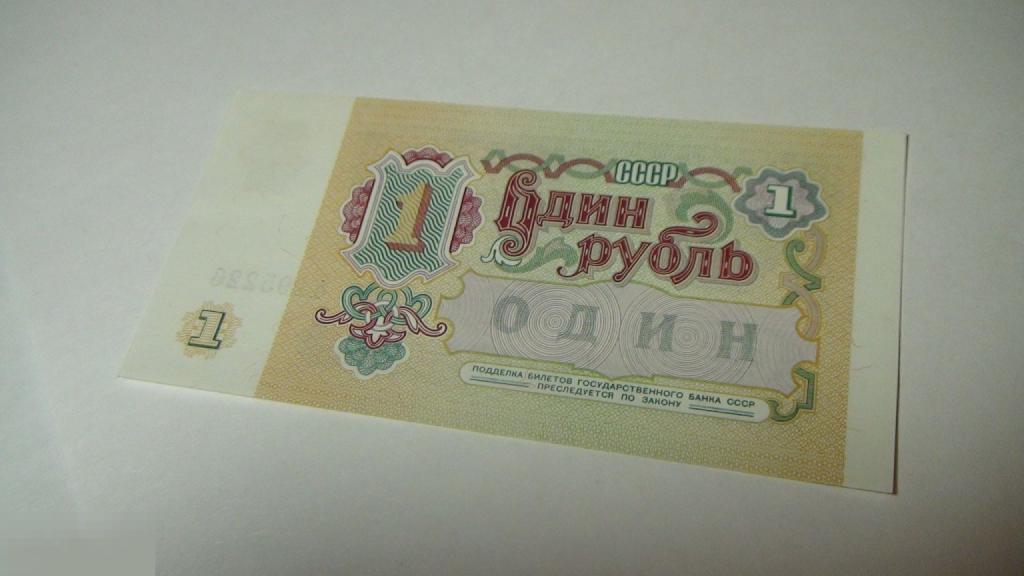 СССР
1
1
Один
рубль
ОДИН
1
ПОДДЕЛКА БИЛЕТОВ ГОСУДАРСТВЕННОГО БАНКА СССР
ПРЕСЛЕДУЕТСЯ ПО ЗАКОНУ